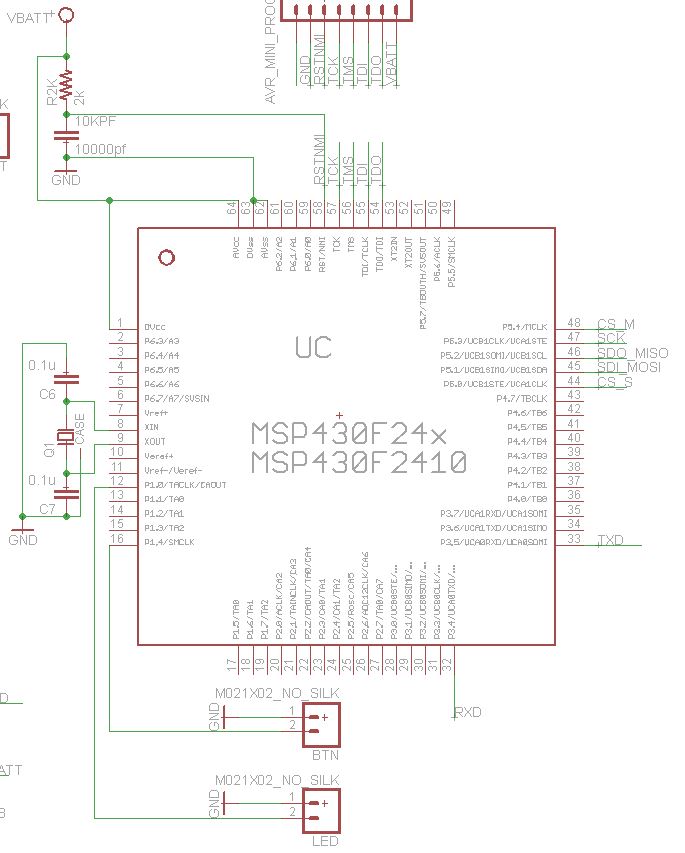 VBATT
AVR_MINI_PROG
GND
RSTNMI
TCK
TMS
TDI
TDO
VBATT
R2K
2K
10KPF
10000pf
GND
RSTNMI
TCK
TMS
TDI
TDO
64
63
62
61
60
59
58
57
56
55
54
53
52
51
50
49
AVcc
DVss
AVss
P6.2/A2
P6.1/A1
P6.0/A0
RST/NMI
TCK
TMS
TDI/TCLK
TDO/TDI
XT2IN
XT2OUT
P5.7/TBOUTH/SVSOUT
P5.6/ACLK
P5.5/SMCLK
1 DVcc
2 P6.3/A3
3 P6.4/A4
4 P6.5/A5
5 P6.6/A6
6 P6.7/A7/SVSIN
7 Vref+
8 XIN
9 XOUT
10 Veref+
11 Vref-/Veref-
12 P1.0/TACLK/CAOUT
13 P1.1/TA0
14 P1.2/TA1
15 P1.3/TA2
16 P1.4/SMCLK
UC
MSP430F24x
MSP430F2410
P5.4/MCLK 48 CS_M
P5.3/UCB1CLK/UCA1STE 47 SCK
P5.2/UCB1SOMI/UCB1SCL 46 SDO_MISO
P5.1/UCB1SIMO/UCB1SDA 45 SDI_MOSI
P5.0/UCB1STE/UCA1CLK 44 CS_S
P4.7/TBCLK 43
P4.6/TB6 42
P4.5/TB5 41
P4.4/TB4 40
P4.3/TB3 39
P4.2/TB2 38
P4.1/TB1 37
P4.0/TB0 36
P3.7/UCA1RXD/UCA1SOMI 35
P3.6/UCA1TXD/UCA1SIMO 34
P3.5/UCA0RXD/UCA0SOMI 33 TXD
0.1u
C6
Q1
CASE
0.1u
C7
GND
P1.5/TA0
P1.6/TA1
P1.7/TA2
P2.0/ACLK/CA2
P2.1/TAINCLK/CA3
P2.2/CAOUT/TA0/CA4
P2.3/CA0/TA1
P2.4/CA1/TA2
P2.5/Rosc/CA5
P2.6/ADC12CLK/CA6
P2.7/TA0/CA7
P3.0/UCB0STE/...
P3.1/UCB0SIMO/...
P3.2/UCB0SOMI/...
P3.3/UCB0CLK/...
P3.4/UCA0TXD/...
17
18
19
20
21
22
23
24
25
26
27
28
29
30
31
32
RXD
M021X02_NO_SILK
GND
1
2
BTN
M021X02_NO_SILK
GND
1
2
LED